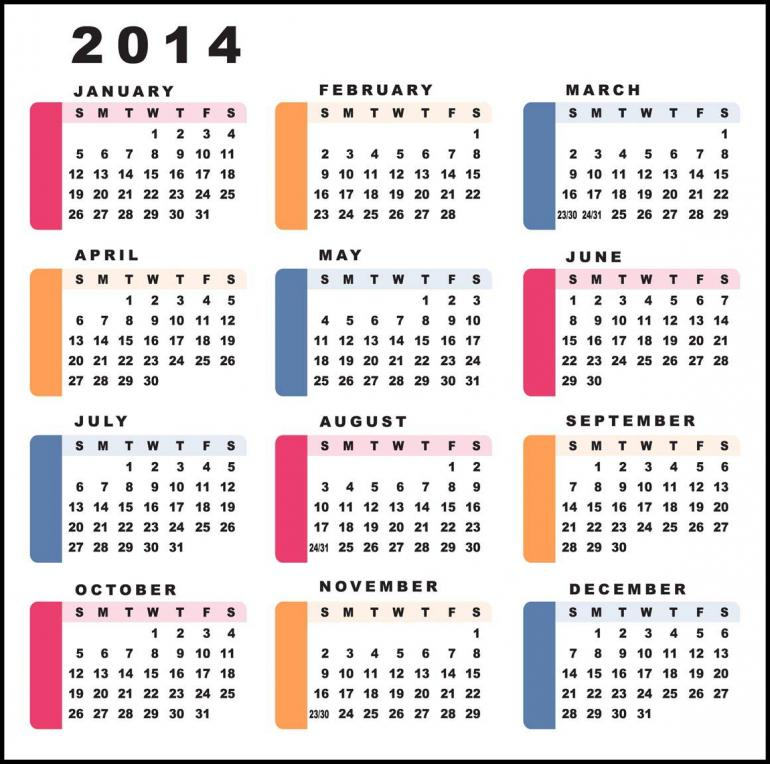 2014
JANUARY
S M T W T F S
1 2 3 4
5 6 7 8 9 10 11
12 13 14 15 16 17 18
19 20 21 22 23 24 25
26 27 28 29 30 31
FEBRUARY
S M T W T F S
1
2 3 4 5 6 7 8
9 10 11 12 13 14 15
16 17 18 19 20 21 22
23 24 25 26 27 28
MARCH
S M T W T F S
1
2 3 4 5 6 7 8
9 10 11 12 13 14 15
16 17 18 19 20 21 22
23/30 24/31 25 26 27 28 29
APRIL
S M T W T F S
1 2 3 4 5
6 7 8 9 10 11 12
13 14 15 16 17 18 19
20 21 22 23 24 25 26
27 28 29 30
MAY
S M T W T F S
1 2 3
4 5 6 7 8 9 10
11 12 13 14 15 16 17
18 19 20 21 22 23 24
25 26 27 28 29 30 31
JUNE
S M T W T F S
1 2 3 4 5 6 7
8 9 10 11 12 13 14
15 16 17 18 19 20 21
22 23 24 25 26 27 28
29 30
JULY
S M T W T F S
1 2 3 4 5
6 7 8 9 10 11 12
13 14 15 16 17 18 19
20 21 22 23 24 25 26
27 28 29 30 31
AUGUST
S M T W T F S
1 2
3 4 5 6 7 8 9
10 11 12 13 14 15 16
17 18 19 20 21 22 23
24/31 25 26 27 28 29 30
SEPTEMBER
S M T W T F S
1 2 3 4 5 6
7 8 9 10 11 12 13
14 15 16 17 18 19 20
21 22 23 24 25 26 27
28 29 30
OCTOBER
S M T W T F S
1 2 3 4
5 6 7 8 9 10 11
12 13 14 15 16 17 18
19 20 21 22 23 24 25
26 27 28 29 30 31
NOVEMBER
S M T W T F S
1
2 3 4 5 6 7 8
9 10 11 12 13 14 15
16 17 18 19 20 21 22
23/30 24 25 26 27 28 29
DECEMBER
S M T W T F S
1 2 3 4 5 6
7 8 9 10 11 12 13
14 15 16 17 18 19 20
21 22 23 24 25 26 27
28 29 30 31